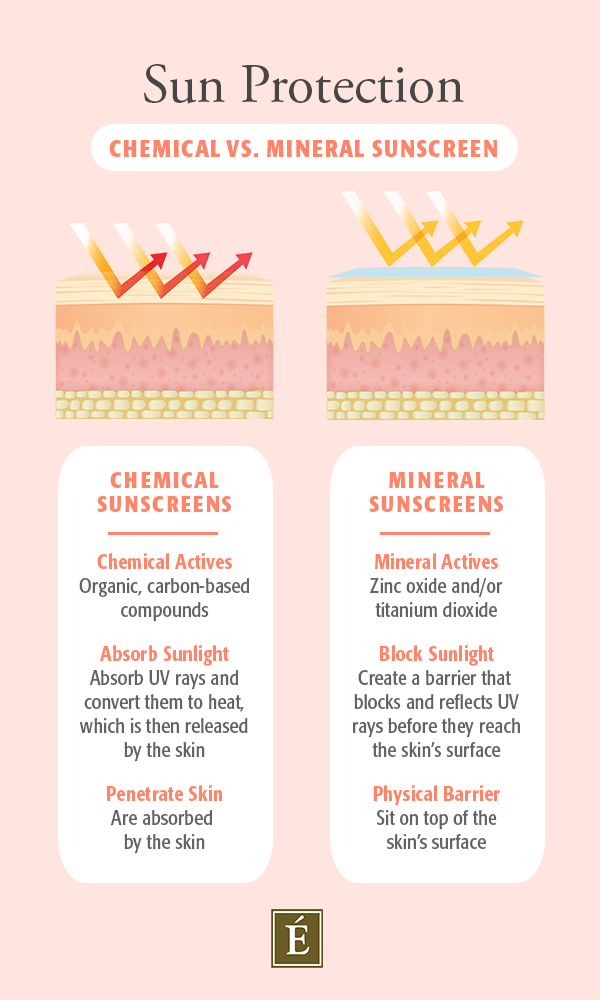 Sun Protection
CHEMICAL VS. MINERAL SUNSCREEN
CHEMICAL
SUNSCREENS
Chemical Actives
Organic, carbon-based
compounds
Absorb Sunlight
Absorb UV rays and
convert them to heat,
which is then released
by the skin
Penetrate Skin
Are absorbed
by the skin
MINERAL
SUNSCREENS
Mineral Actives
Zinc oxide and/or
titanium dioxide
Block Sunlight
Create a barrier that
blocks and reflects UV
rays before they reach
the skin’s surface
Physical Barrier
Sit on top of the
skin’s surface
É